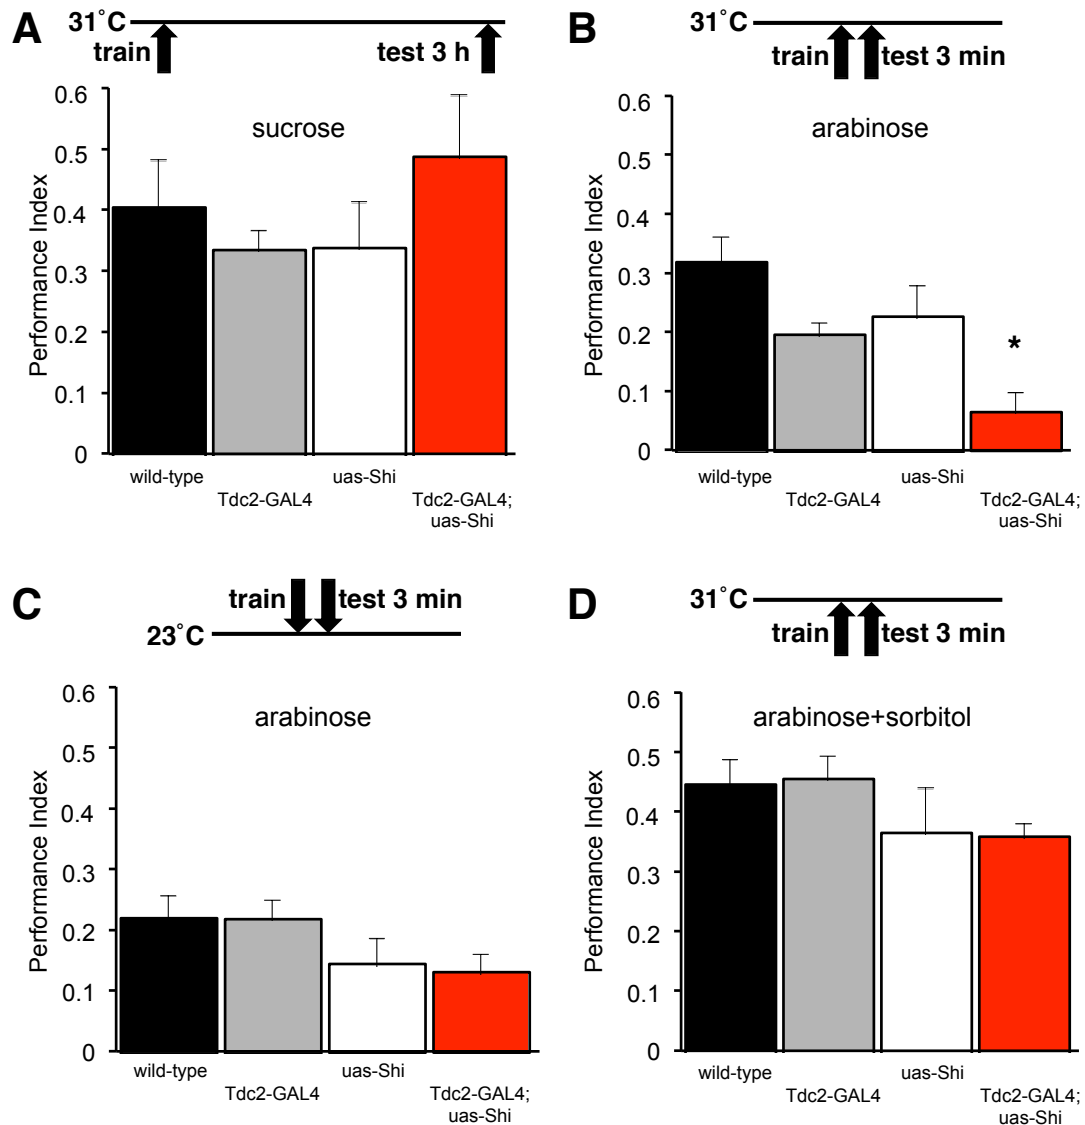 A
31˚C
train
test 3 h
sucrose
Performance Index
0.6
0.5
0.4
0.3
0.2
0.1
0
wild-type
Tdc2-GAL4
uas-Shi
Tdc2-GAL4;
uas-Shi
B
31˚C
train
test 3 min
arabinose
Performance Index
0.6
0.5
0.4
0.3
0.2
0.1
0
*
wild-type
Tdc2-GAL4
uas-Shi
Tdc2-GAL4;
uas-Shi
C
train
test 3 min
23˚C
arabinose
Performance Index
0.6
0.5
0.4
0.3
0.2
0.1
0
wild-type
Tdc2-GAL4
uas-Shi
Tdc2-GAL4;
uas-Shi
D
31˚C
train
test 3 min
arabinose+sorbitol
Performance Index
0.6
0.5
0.4
0.3
0.2
0.1
0
wild-type
Tdc2-GAL4
uas-Shi
Tdc2-GAL4;
uas-Shi